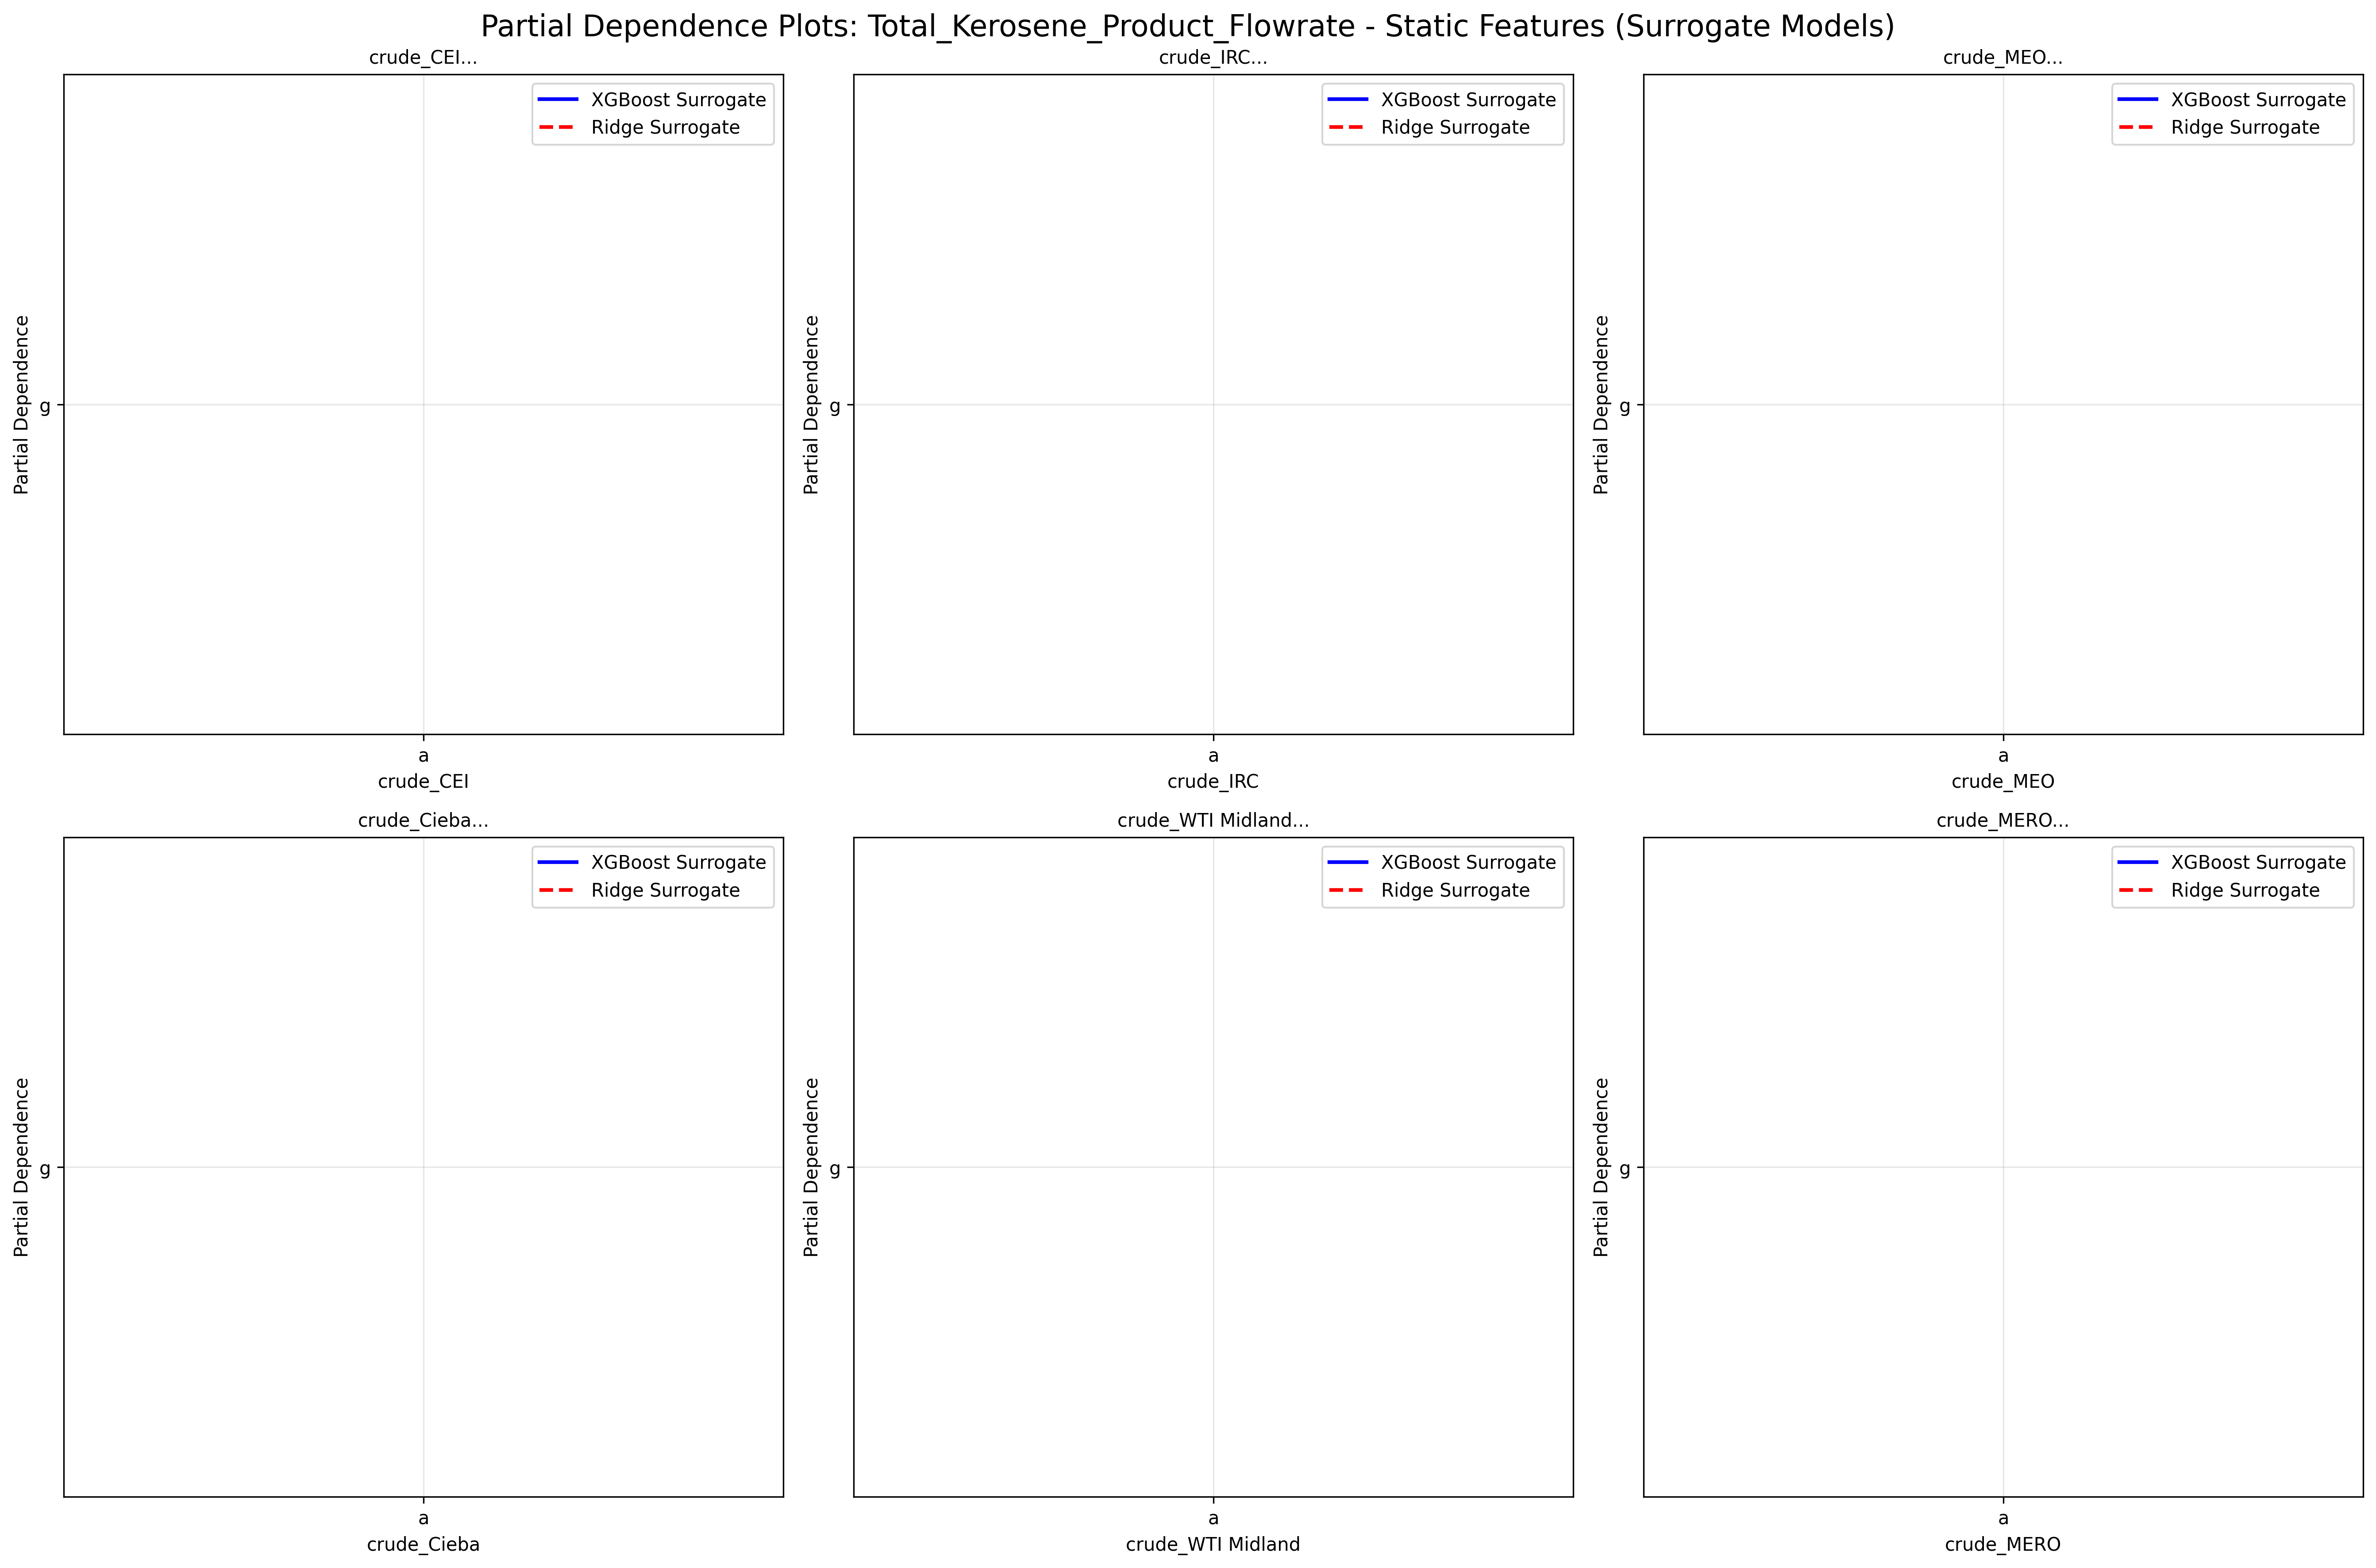 Partial Dependence Plots: Total_Kerosene_Product_Flowrate - Static Features (Surrogate Models)
crude_CEI...
XGBoost Surrogate
Ridge Surrogate
Partial Dependence
g
a
crude_CEI
crude_IRC...
XGBoost Surrogate
Ridge Surrogate
Partial Dependence
g
a
crude_IRC
crude_MEO...
XGBoost Surrogate
Ridge Surrogate
Partial Dependence
g
a
crude_MEO
crude_Cieba...
XGBoost Surrogate
Ridge Surrogate
Partial Dependence
g
a
crude_Cieba
crude_WTI Midland...
XGBoost Surrogate
Ridge Surrogate
Partial Dependence
g
a
crude_WTI Midland
crude_MERO...
XGBoost Surrogate
Ridge Surrogate
Partial Dependence
g
a
crude_MERO